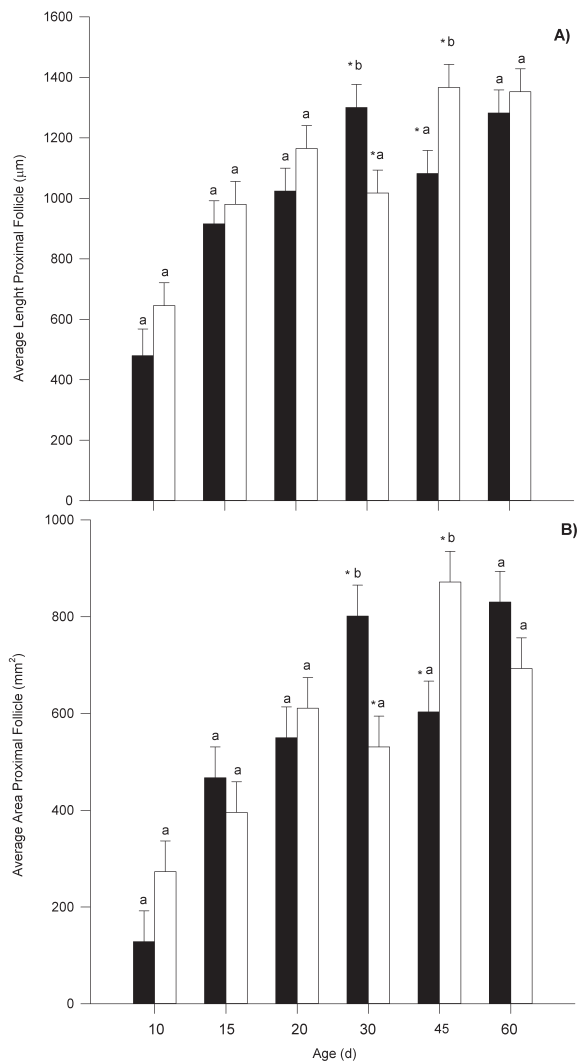 A)
Average Lenght Proximal Follicle (µm)
1600
1400
1200
1000
800
600
400
200
0
a a a a a a *b *a *a *b a a
B)
Average Area Proximal Follicle (mm²)
1000
800
600
400
200
0
a a a a a a *b *a *a *b a a
10 15 20 30 45 60
Age (d)